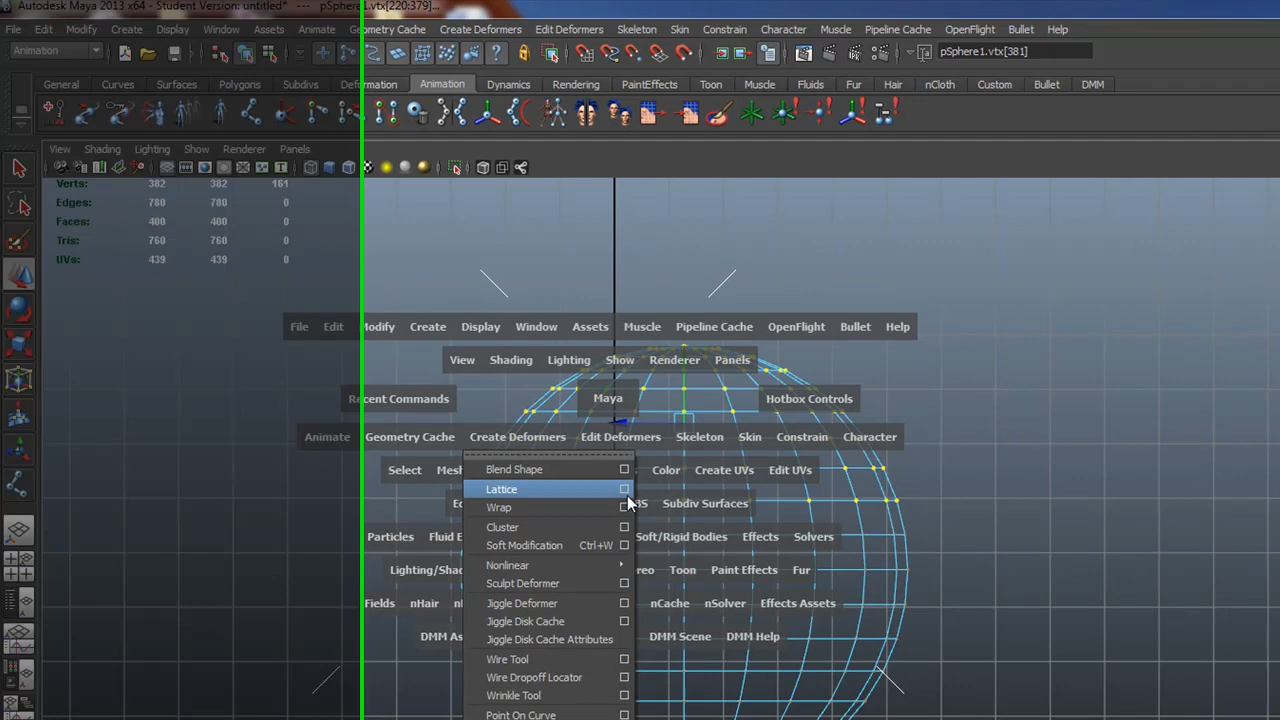 Autodesk Maya 2013 x64 - Student Version: untitled* --- pSphere1.vtx[220:379]...
File Edit Modify Create Display Window Assets Animate Geometry Cache Create Deformers Edit Deformers Skeleton Skin Constrain Character Muscle Pipeline Cache OpenFlight Bullet Help
Animation pSphere1.vtx[381]
General Curves Surfaces Polygons Subdivs Deformation Animation Dynamics Rendering PaintEffects Toon Muscle Fluids Fur Hair nCloth Custom Bullet DMM
View Shading Lighting Show Renderer Panels
Verts: 382 382 161
Edges: 780 780 0
Faces: 400 400 0
Tris: 760 760 0
UVs: 439 439 0
File Edit Modify Create Display Window Assets Muscle Pipeline Cache OpenFlight Bullet Help
View Shading Lighting Show Renderer Panels
Recent Commands Maya Hotbox Controls
Animate Geometry Cache Create Deformers Edit Deformers Skeleton Skin Constrain Character
Select Mesh Color Create UVs Edit UVs
Blend Shape
Lattice
Subdiv Surfaces
Wrap
Cluster
Particles Fluid E Soft/Rigid Bodies Effects Solvers
Soft Modification Ctrl+W
Nonlinear
Lighting/Shad Toon Paint Effects Fur
Sculpt Deformer
Jiggle Deformer
Fields nHair nCache nSolver Effects Assets
Jiggle Disk Cache
Jiggle Disk Cache Attributes
DMM As DMM Scene DMM Help
Wire Tool
Wire Dropoff Locator
Wrinkle Tool
Point On Curve